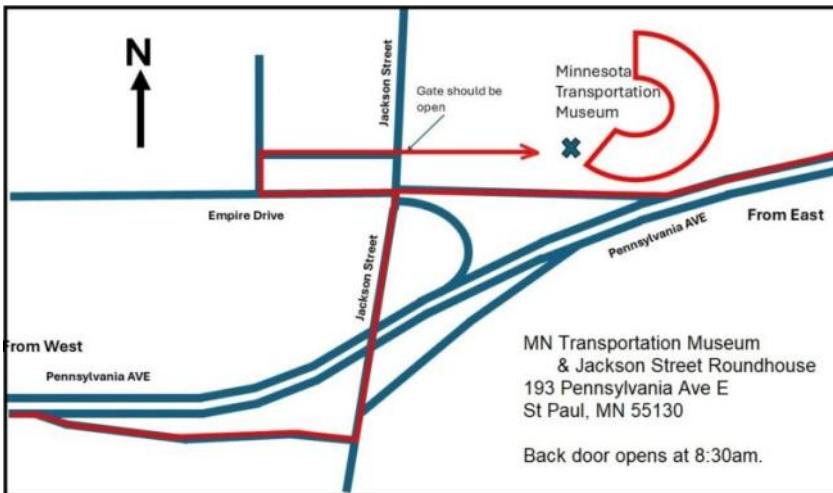 N
Jackson Street
Gate should be
open
Minnesota
Transportation
Museum
Empire Drive
Pennsylvania AVE
From East
Jackson Street
From West
Pennsylvania AVE
MN Transportation Museum
& Jackson Street Roundhouse
193 Pennsylvania Ave E
St Paul, MN 55130
Back door opens at 8:30am.